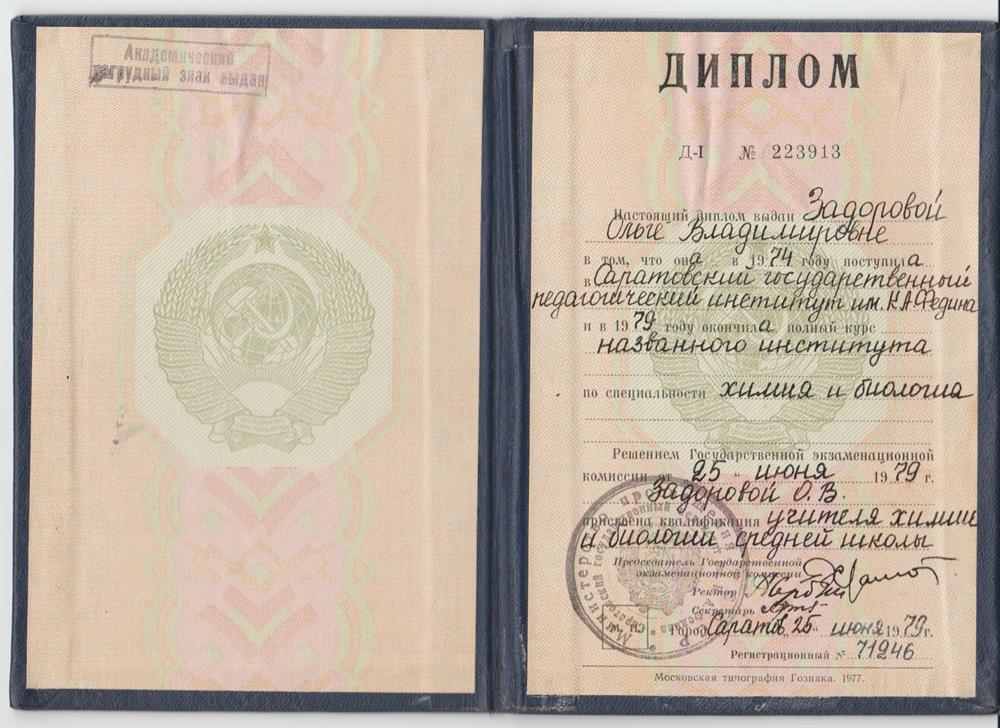 Академический
нагрудный знак выдан
ДИПЛОМ
Д-I № 223913
Настоящий диплом выдан Задоровой
Ольге Владимировне
в том, что она в 1974 году поступила
в Саратовский государственный
педагогический институт им. К.А. Федина
и в 1979 году окончила полный курс
названного института
по специальности химия и биология
Решением Государственной экзаменационной
комиссии от 25 „ июня 1979 г.
Задоровой О.В.
присвоена квалификация учителя химии
и биологии средней школы
Председатель Государственной
экзаменационной комиссии
Ректор
Секретарь
Город Саратов, 25 „ июня 1979 г.
Регистрационный № 71246
Московская типография Гознака. 1977.